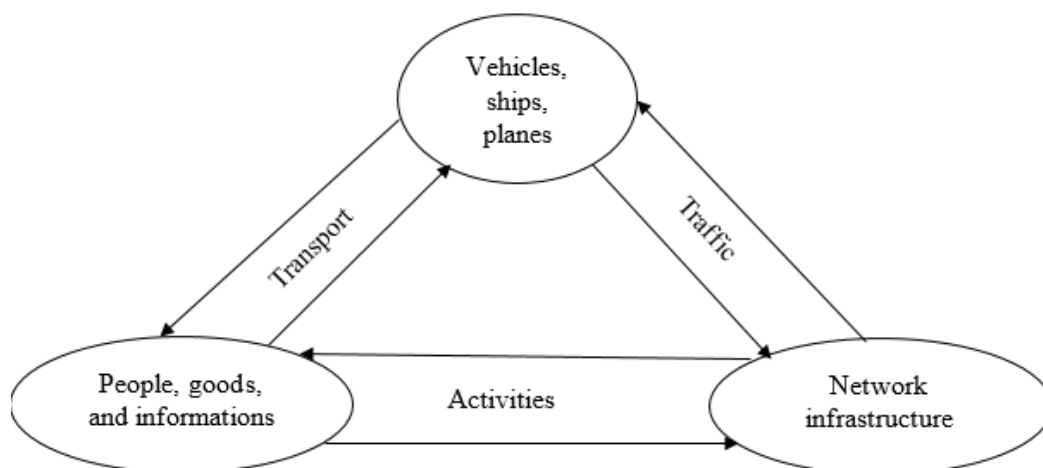 Vehicles,
ships,
planes
Transport
Traffic
People, goods,
and informations
Activities
Network
infrastructure